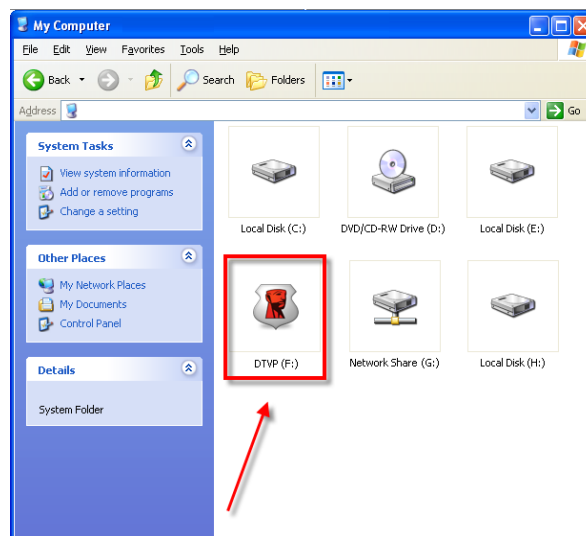 My Computer
File Edit View Favorites Tools Help
Back Search Folders
Address Go
System Tasks
View system information
Add or remove programs
Change a setting
Other Places
My Network Places
My Documents
Control Panel
Details
System Folder
Local Disk (C:) DVD/CD-RW Drive (D:) Local Disk (E:)
DTVP (F:) Network Share (G:) Local Disk (H:)